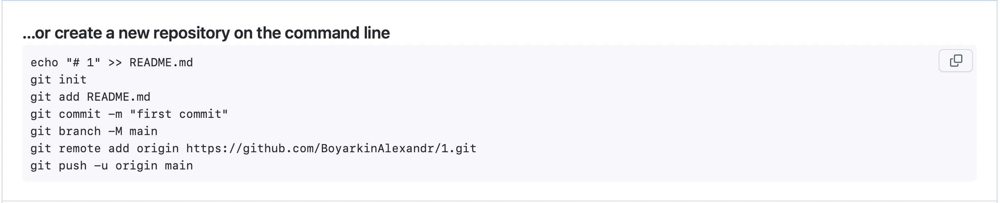 ...or create a new repository on the command line
echo "# 1" >> README.md
git init
git add README.md
git commit -m "first commit"
git branch -M main
git remote add origin https://github.com/BoyarkinAlexandr/1.git
git push -u origin main